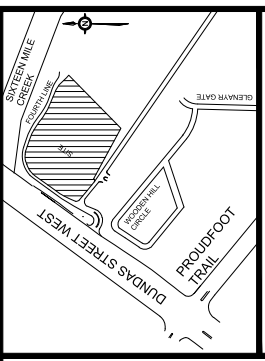 SIXTEEN MILE
CREEK
FOURTH LINE
SITE
GLENAYR GATE
WOODEN HILL
CIRCLE
PROUDFOOT
TRAIL
DUNDAS STREET WEST